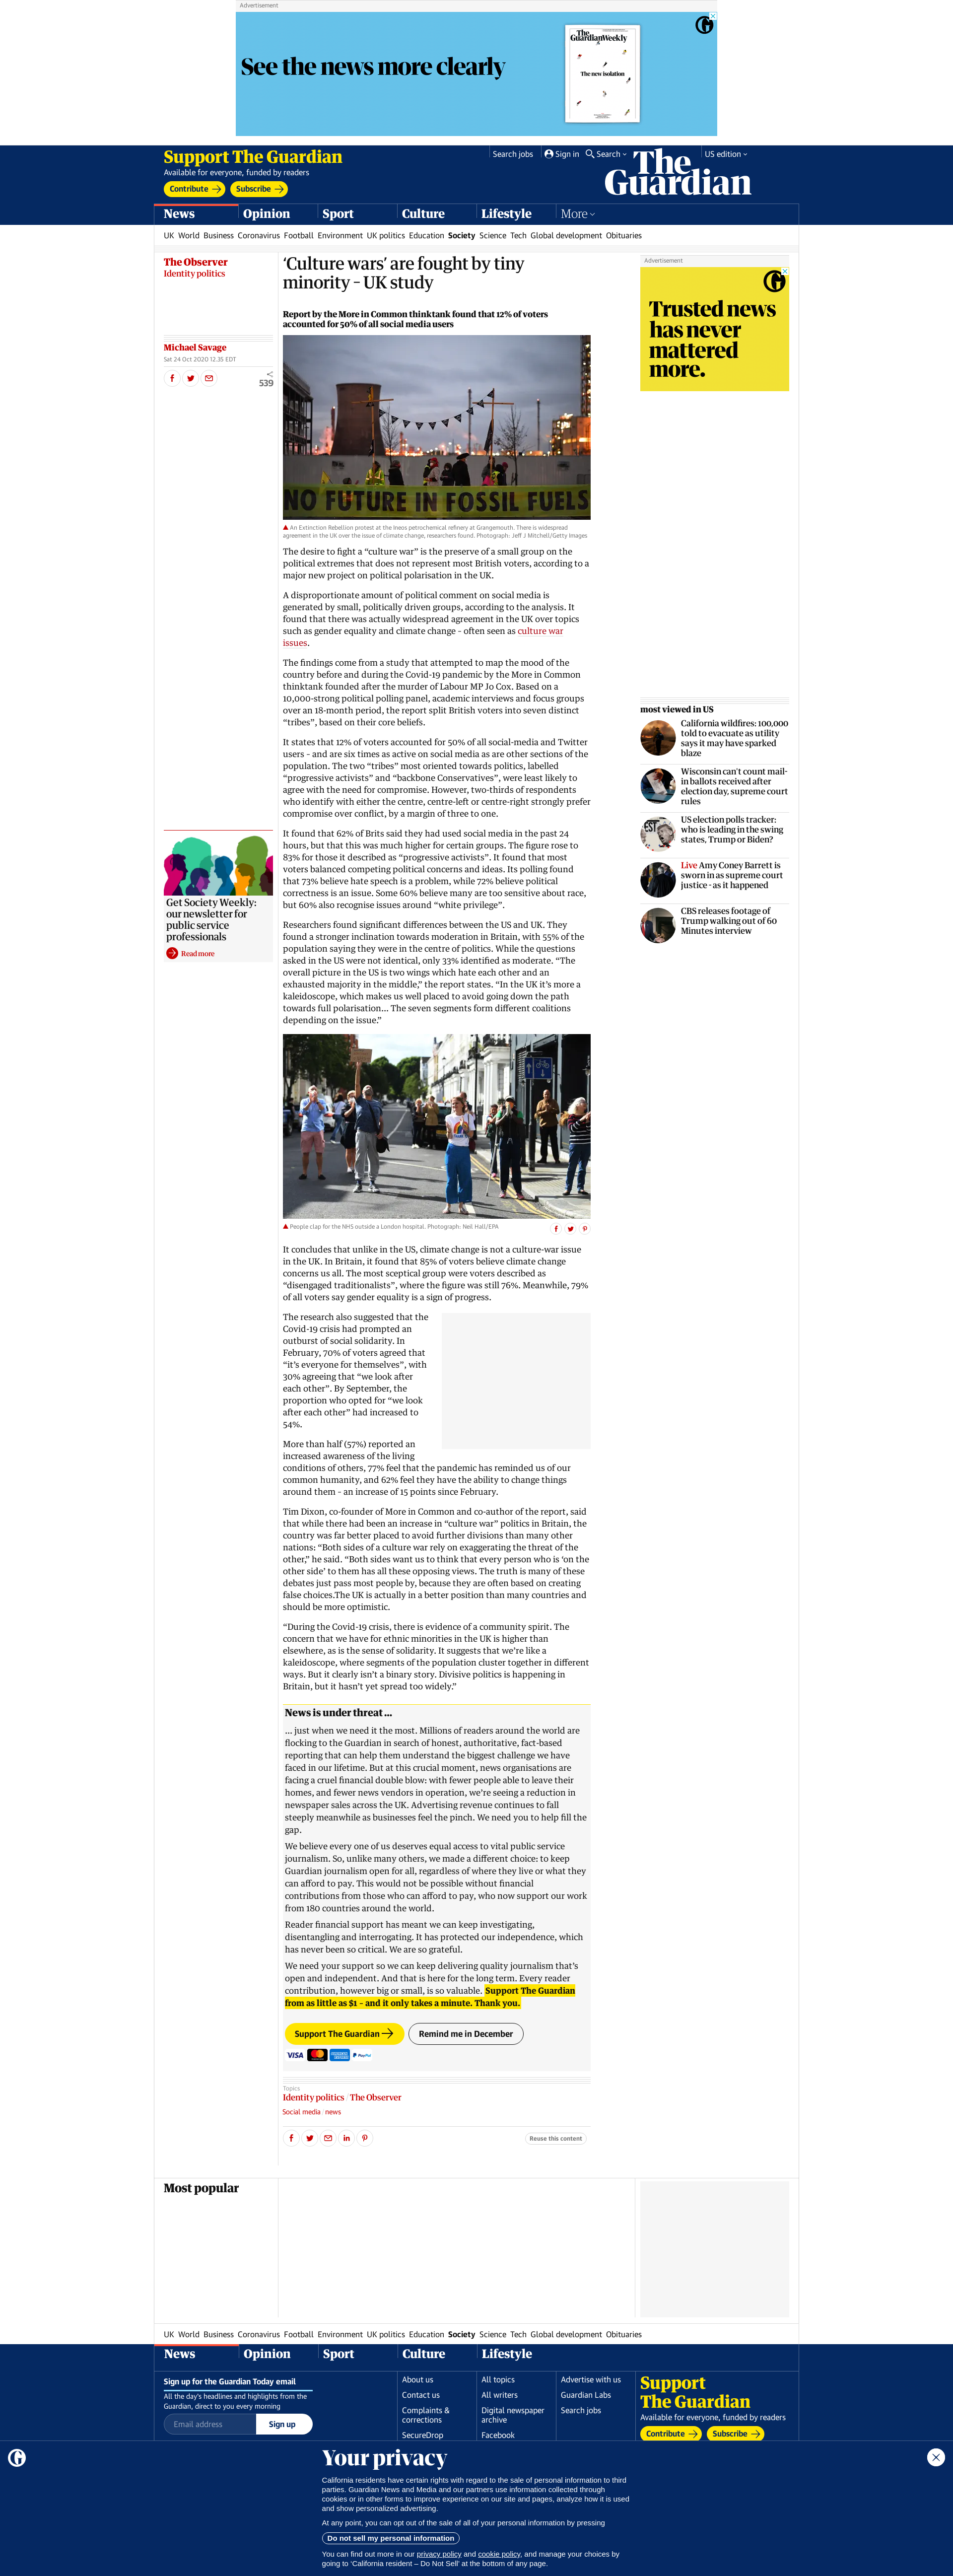 Advertisement
See the news more clearly
The
GuardianWeekly
The new isolation
Support The Guardian
Available for everyone, funded by readers
Contribute
Subscribe
Search jobs
Sign in
Search
US edition
The
Guardian
News
Opinion
Sport
Culture
Lifestyle
More
UK World Business Coronavirus Football Environment UK politics Education Society Science Tech Global development Obituaries
The Observer
Identity politics
‘Culture wars’ are fought by tiny
minority – UK study
Report by the More in Common thinktank found that 12% of voters
accounted for 50% of all social media users
Michael Savage
Sat 24 Oct 2020 12.35 EDT
539
Advertisement
Trusted news
has never
mattered
more.
NO FUTURE IN FOSSIL FUELS
An Extinction Rebellion protest at the Ineos petrochemical refinery at Grangemouth. There is widespread
agreement in the UK over the issue of climate change, researchers found. Photograph: Jeff J Mitchell/Getty Images
The desire to fight a “culture war” is the preserve of a small group on the
political extremes that does not represent most British voters, according to a
major new project on political polarisation in the UK.
A disproportionate amount of political comment on social media is
generated by small, politically driven groups, according to the analysis. It
found that there was actually widespread agreement in the UK over topics
such as gender equality and climate change – often seen as culture war
issues.
The findings come from a study that attempted to map the mood of the
country before and during the Covid-19 pandemic by the More in Common
thinktank founded after the murder of Labour MP Jo Cox. Based on a
10,000-strong political polling panel, academic interviews and focus groups
over an 18-month period, the report split British voters into seven distinct
“tribes”, based on their core beliefs.
It states that 12% of voters accounted for 50% of all social-media and Twitter
users – and are six times as active on social media as are other sections of the
population. The two “tribes” most oriented towards politics, labelled
“progressive activists” and “backbone Conservatives”, were least likely to
agree with the need for compromise. However, two-thirds of respondents
who identify with either the centre, centre-left or centre-right strongly prefer
compromise over conflict, by a margin of three to one.
It found that 62% of Brits said they had used social media in the past 24
hours, but that this was much higher for certain groups. The figure rose to
83% for those it described as “progressive activists”. It found that most
voters balanced competing political concerns and ideas. Its polling found
that 73% believe hate speech is a problem, while 72% believe political
correctness is an issue. Some 60% believe many are too sensitive about race,
but 60% also recognise issues around “white privilege”.
Researchers found significant differences between the US and UK. They
found a stronger inclination towards moderation in Britain, with 55% of the
population saying they were in the centre of politics. While the questions
asked in the US were not identical, only 33% identified as moderate. “The
overall picture in the US is two wings which hate each other and an
exhausted majority in the middle,” the report states. “In the UK it’s more a
kaleidoscope, which makes us well placed to avoid going down the path
towards full polarisation… The seven segments form different coalitions
depending on the issue.”
most viewed in US
California wildfires: 100,000
told to evacuate as utility
says it may have sparked
blaze
Wisconsin can't count mail-
in ballots received after
election day, supreme court
rules
US election polls tracker:
who is leading in the swing
states, Trump or Biden?
Live Amy Coney Barrett is
sworn in as supreme court
justice - as it happened
CBS releases footage of
Trump walking out of 60
Minutes interview
Get Society Weekly:
our newsletter for
public service
professionals
Read more
People clap for the NHS outside a London hospital. Photograph: Neil Hall/EPA
It concludes that unlike in the US, climate change is not a culture-war issue
in the UK. In Britain, it found that 85% of voters believe climate change
concerns us all. The most sceptical group were voters described as
“disengaged traditionalists”, where the figure was still 76%. Meanwhile, 79%
of all voters say gender equality is a sign of progress.
The research also suggested that the
Covid-19 crisis had prompted an
outburst of social solidarity. In
February, 70% of voters agreed that
“it’s everyone for themselves”, with
30% agreeing that “we look after
each other”. By September, the
proportion who opted for “we look
after each other” had increased to
54%.
More than half (57%) reported an
increased awareness of the living
conditions of others, 77% feel that the pandemic has reminded us of our
common humanity, and 62% feel they have the ability to change things
around them – an increase of 15 points since February.
Tim Dixon, co-founder of More in Common and co-author of the report, said
that while there had been an increase in “culture war” politics in Britain, the
country was far better placed to avoid further divisions than many other
nations: “Both sides of a culture war rely on exaggerating the threat of the
other,” he said. “Both sides want us to think that every person who is ‘on the
other side’ to them has all these opposing views. The truth is many of these
debates just pass most people by, because they are often based on creating
false choices.The UK is actually in a better position than many countries and
should be more optimistic.
“During the Covid-19 crisis, there is evidence of a community spirit. The
concern that we have for ethnic minorities in the UK is higher than
elsewhere, as is the sense of solidarity. It suggests that we’re like a
kaleidoscope, where segments of the population cluster together in different
ways. But it clearly isn’t a binary story. Divisive politics is happening in
Britain, but it hasn’t yet spread too widely.”
News is under threat …
… just when we need it the most. Millions of readers around the world are
flocking to the Guardian in search of honest, authoritative, fact-based
reporting that can help them understand the biggest challenge we have
faced in our lifetime. But at this crucial moment, news organisations are
facing a cruel financial double blow: with fewer people able to leave their
homes, and fewer news vendors in operation, we’re seeing a reduction in
newspaper sales across the UK. Advertising revenue continues to fall
steeply meanwhile as businesses feel the pinch. We need you to help fill the
gap.
We believe every one of us deserves equal access to vital public service
journalism. So, unlike many others, we made a different choice: to keep
Guardian journalism open for all, regardless of where they live or what they
can afford to pay. This would not be possible without financial
contributions from those who can afford to pay, who now support our work
from 180 countries around the world.
Reader financial support has meant we can keep investigating,
disentangling and interrogating. It has protected our independence, which
has never been so critical. We are so grateful.
We need your support so we can keep delivering quality journalism that’s
open and independent. And that is here for the long term. Every reader
contribution, however big or small, is so valuable. Support The Guardian
from as little as $1 – and it only takes a minute. Thank you.
Support The Guardian
Remind me in December
VISA
PayPal
Topics
Identity politics / The Observer
Social media / news
in
Reuse this content
Most popular
UK World Business Coronavirus Football Environment UK politics Education Society Science Tech Global development Obituaries
News
Opinion
Sport
Culture
Lifestyle
Sign up for the Guardian Today email
All the day’s headlines and highlights from the
Guardian, direct to you every morning
Email address
Sign up
About us
Contact us
Complaints &
corrections
SecureDrop
All topics
All writers
Digital newspaper
archive
Facebook
Advertise with us
Guardian Labs
Search jobs
Support
The Guardian
Available for everyone, funded by readers
Contribute
Subscribe
Your privacy
California residents have certain rights with regard to the sale of personal information to third
parties. Guardian News and Media and our partners use information collected through
cookies or in other forms to improve experience on our site and pages, analyze how it is used
and show personalized advertising.
At any point, you can opt out of the sale of all of your personal information by pressing
Do not sell my personal information
You can find out more in our privacy policy and cookie policy, and manage your choices by
going to ‘California resident – Do Not Sell’ at the bottom of any page.